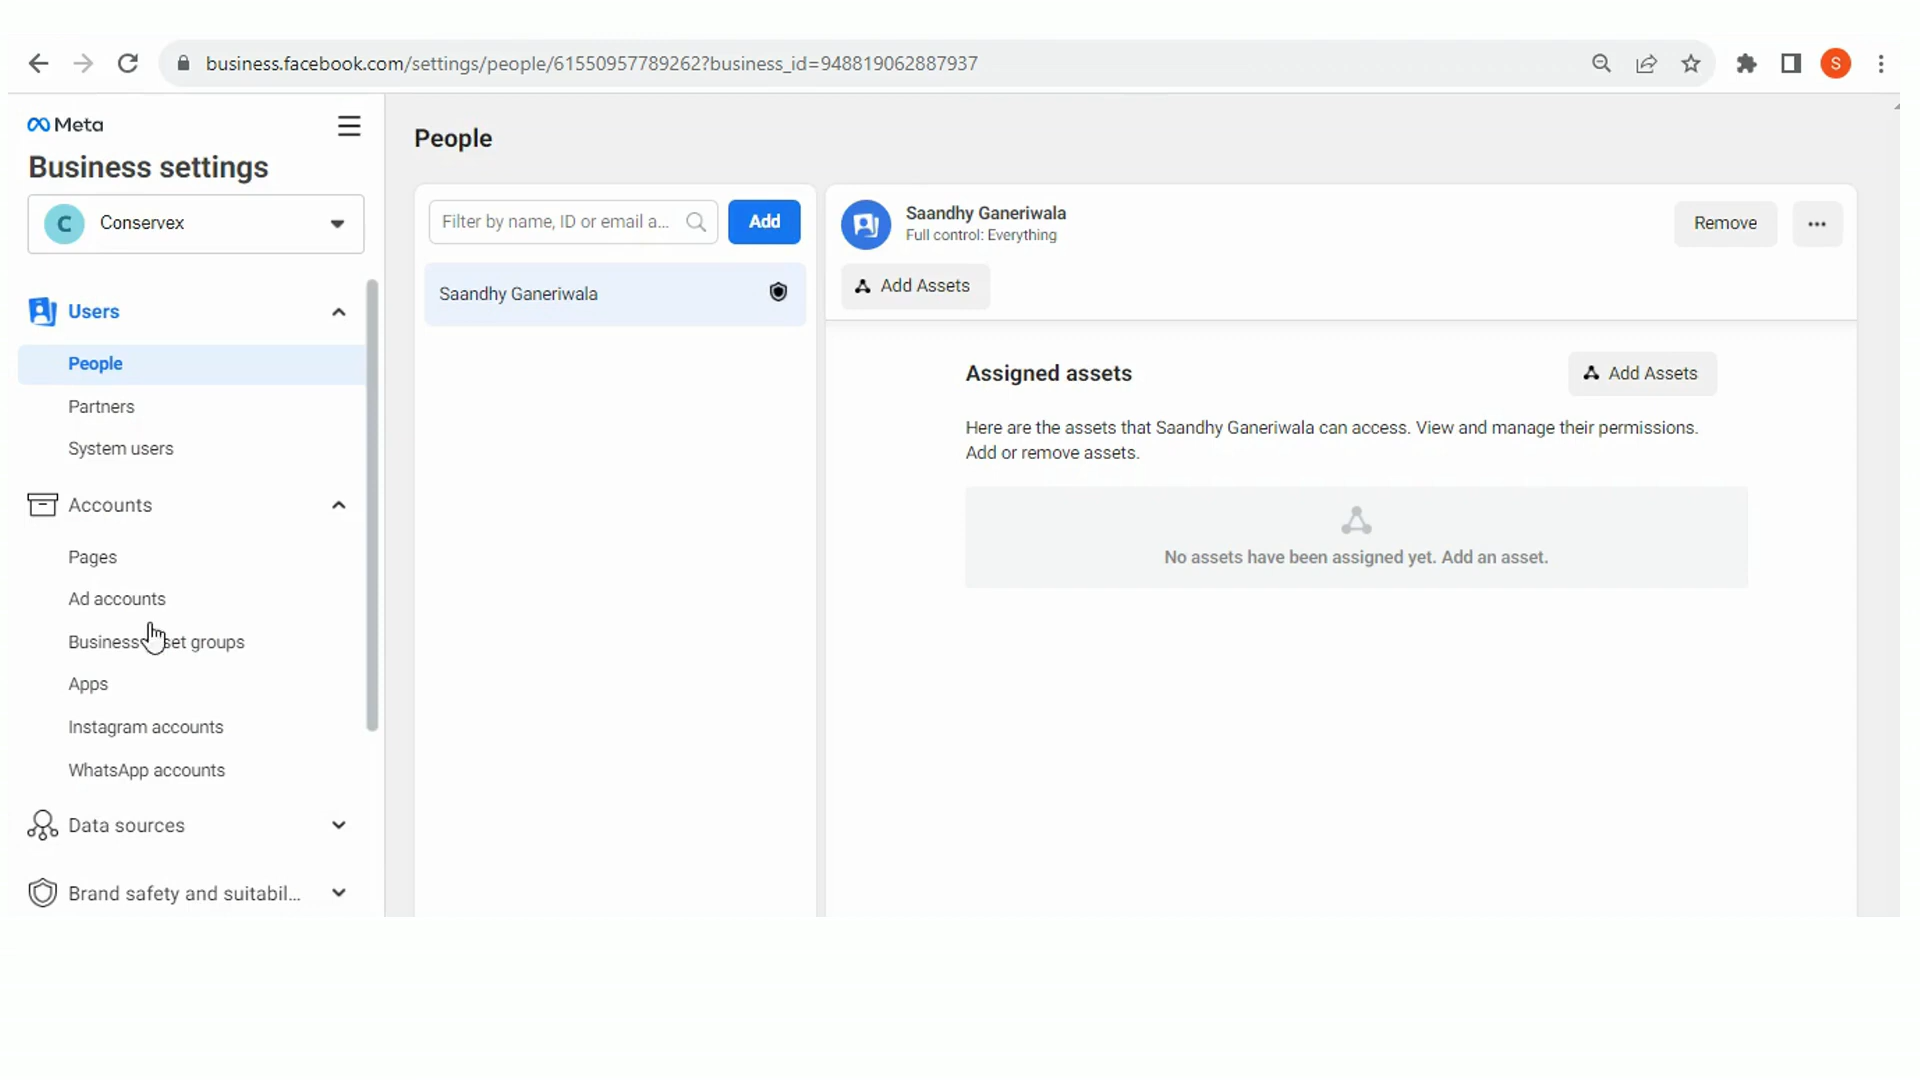 business.facebook.com/settings/people/61550957789262?business_id=948819062887937
S
Meta
Business settings
C
Conservex
Users
People
Partners
System users
Accounts
Pages
Ad accounts
Business set groups
Apps
Instagram accounts
WhatsApp accounts
Data sources
Brand safety and suitabil...
People
Filter by name, ID or email a...
Add
Saandhy Ganeriwala
Saandhy Ganeriwala
Full control: Everything
Remove
Add Assets
Assigned assets
Add Assets
Here are the assets that Saandhy Ganeriwala can access. View and manage their permissions.
Add or remove assets.
No assets have been assigned yet. Add an asset.